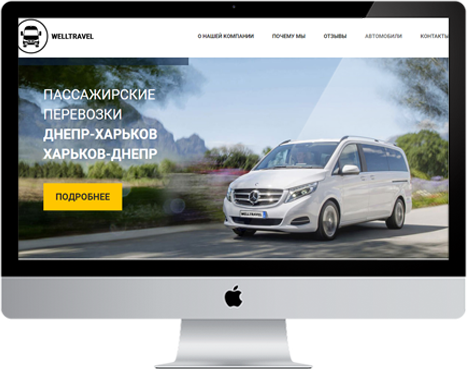 WELLTRAVEL
О НАШЕЙ КОМПАНИИ ПОЧЕМУ МЫ ОТЗЫВЫ АВТОМОБИЛИ КОНТАКТЫ
ПАССАЖИРСКИЕ
ПЕРЕВОЗКИ
ДНЕПР-ХАРЬКОВ
ХАРЬКОВ-ДНЕПР
ПОДРОБНЕЕ
WELLTRAVEL